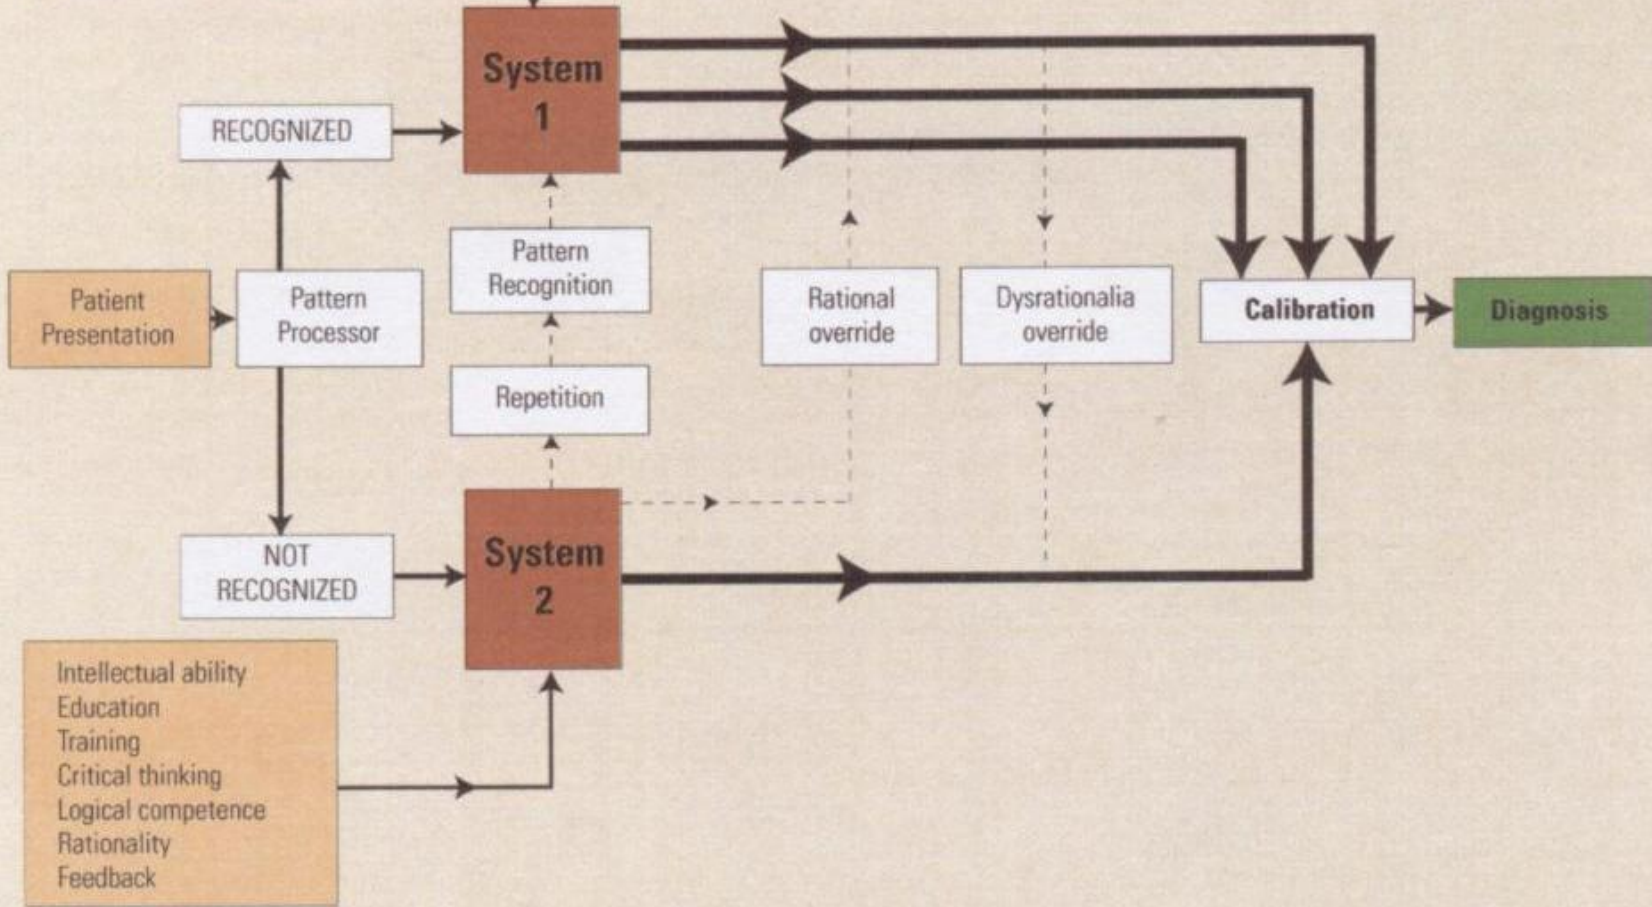 System
1
RECOGNIZED
Pattern
Recognition
Patient
Presentation
Pattern
Processor
Rational
override
Dysrationalia
override
Calibration
Diagnosis
Repetition
NOT
RECOGNIZED
System
2
Intellectual ability
Education
Training
Critical thinking
Logical competence
Rationality
Feedback